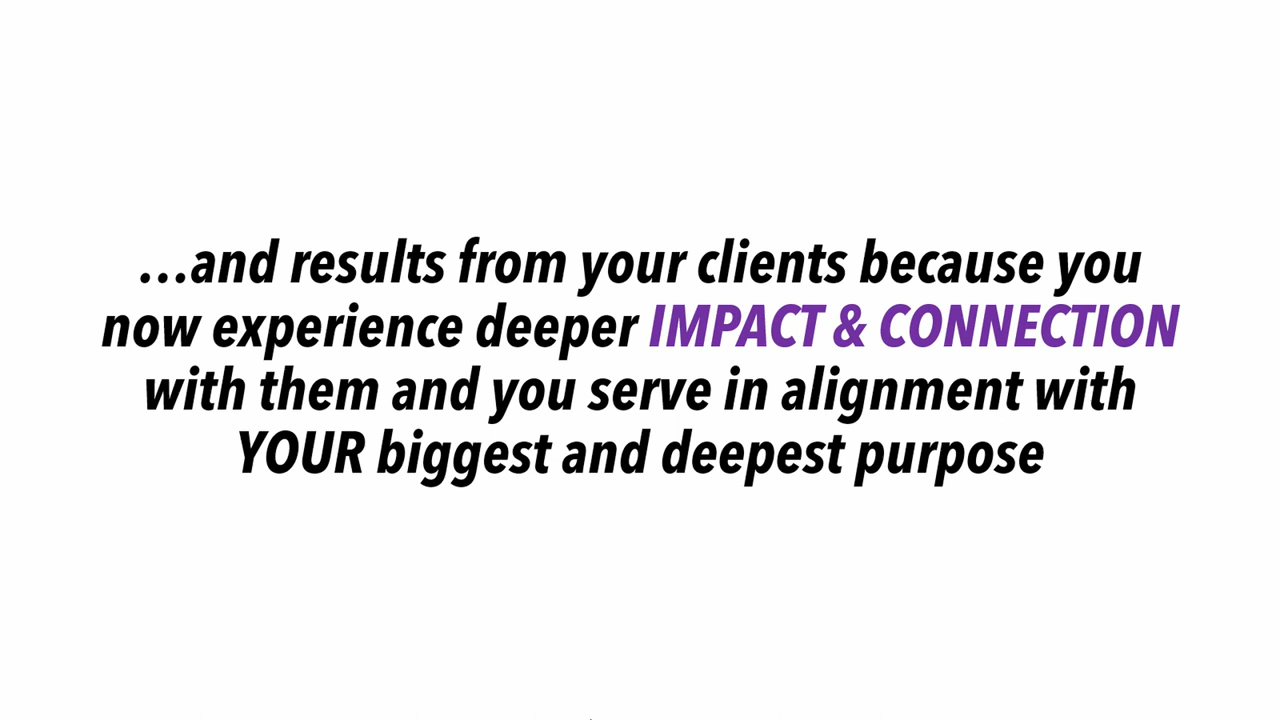 ...and results from your clients because you
now experience deeper IMPACT & CONNECTION
with them and you serve in alignment with
YOUR biggest and deepest purpose